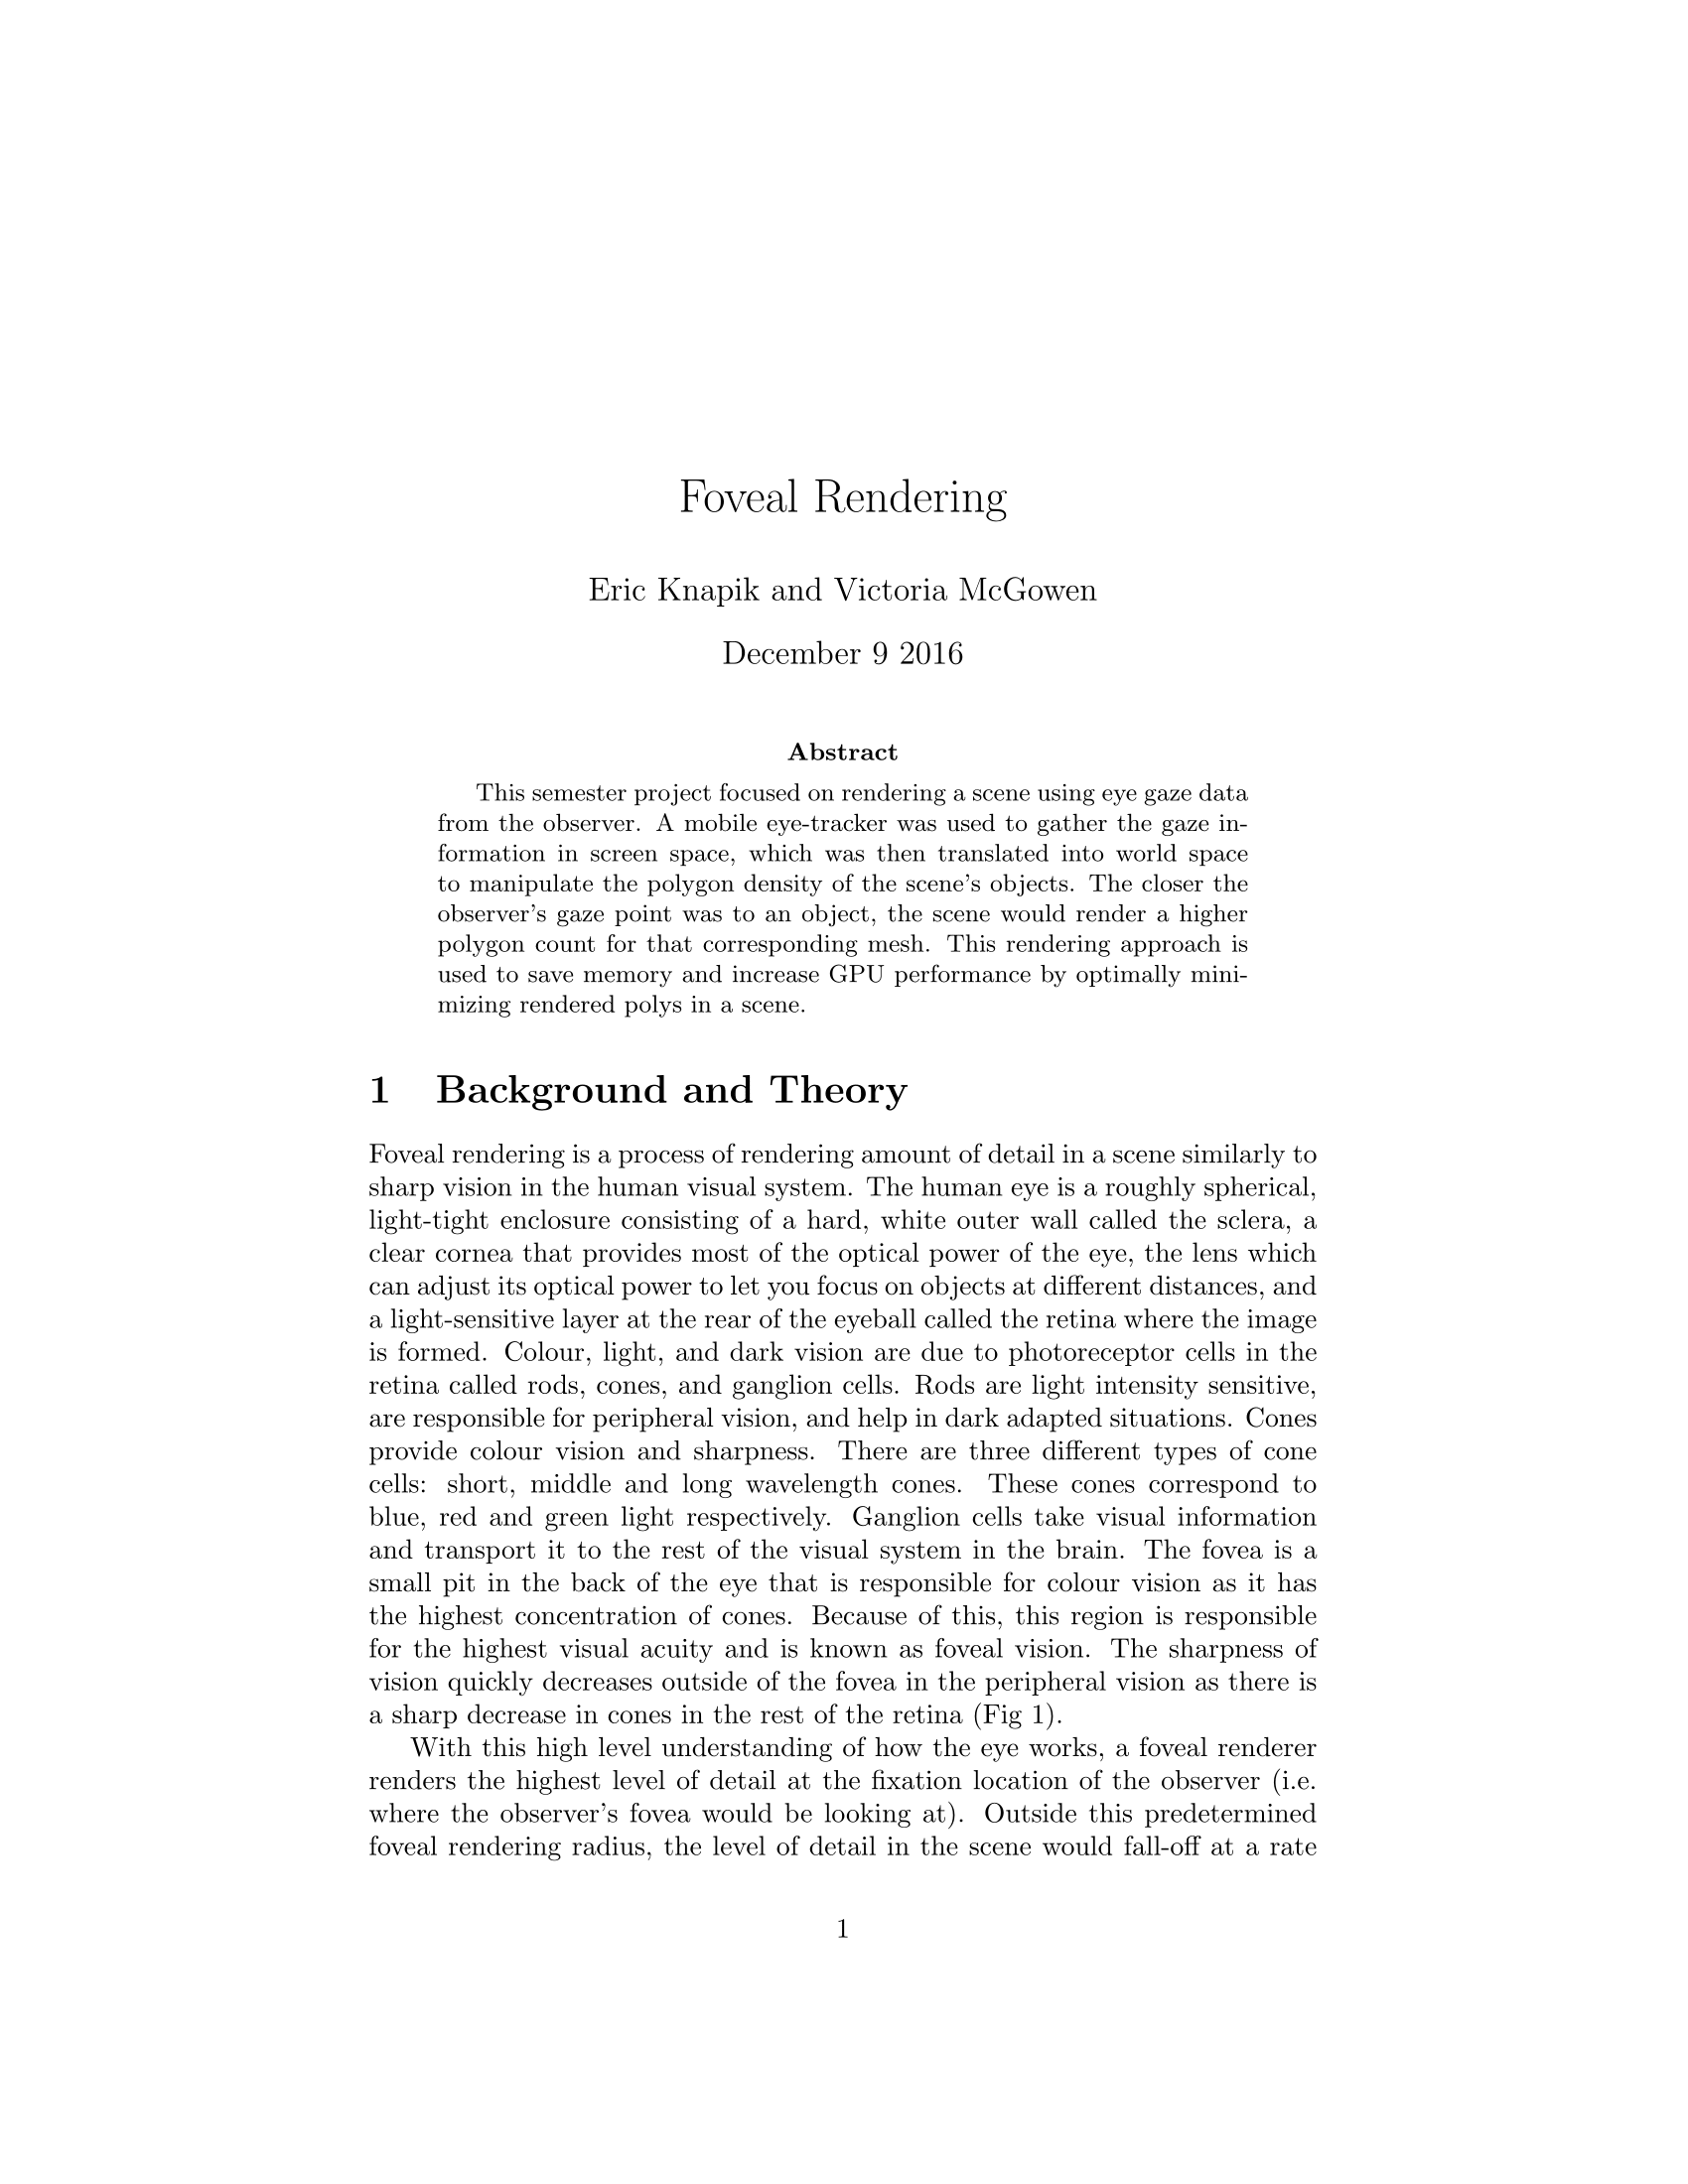 Foveal Rendering
Eric Knapik and Victoria McGowen
December 9 2016
Abstract
This semester project focused on rendering a scene using eye gaze data
from the observer. A mobile eye-tracker was used to gather the gaze in-
formation in screen space, which was then translated into world space
to manipulate the polygon density of the scene's objects. The closer the
observer's gaze point was to an object, the scene would render a higher
polygon count for that corresponding mesh. This rendering approach is
used to save memory and increase GPU performance by optimally mini-
mizing rendered polys in a scene.
1 Background and Theory
Foveal rendering is a process of rendering amount of detail in a scene similarly to
sharp vision in the human visual system. The human eye is a roughly spherical,
light-tight enclosure consisting of a hard, white outer wall called the sclera, a
clear cornea that provides most of the optical power of the eye, the lens which
can adjust its optical power to let you focus on objects at different distances, and
a light-sensitive layer at the rear of the eyeball called the retina where the image
is formed. Colour, light, and dark vision are due to photoreceptor cells in the
retina called rods, cones, and ganglion cells. Rods are light intensity sensitive,
are responsible for peripheral vision, and help in dark adapted situations. Cones
provide colour vision and sharpness. There are three different types of cone
cells: short, middle and long wavelength cones. These cones correspond to
blue, red and green light respectively. Ganglion cells take visual information
and transport it to the rest of the visual system in the brain. The fovea is a
small pit in the back of the eye that is responsible for colour vision as it has
the highest concentration of cones. Because of this, this region is responsible
for the highest visual acuity and is known as foveal vision. The sharpness of
vision quickly decreases outside of the fovea in the peripheral vision as there is
a sharp decrease in cones in the rest of the retina (Fig 1).
With this high level understanding of how the eye works, a foveal renderer
renders the highest level of detail at the fixation location of the observer (i.e.
where the observer's fovea would be looking at). Outside this predetermined
foveal rendering radius, the level of detail in the scene would fall-off at a rate
1